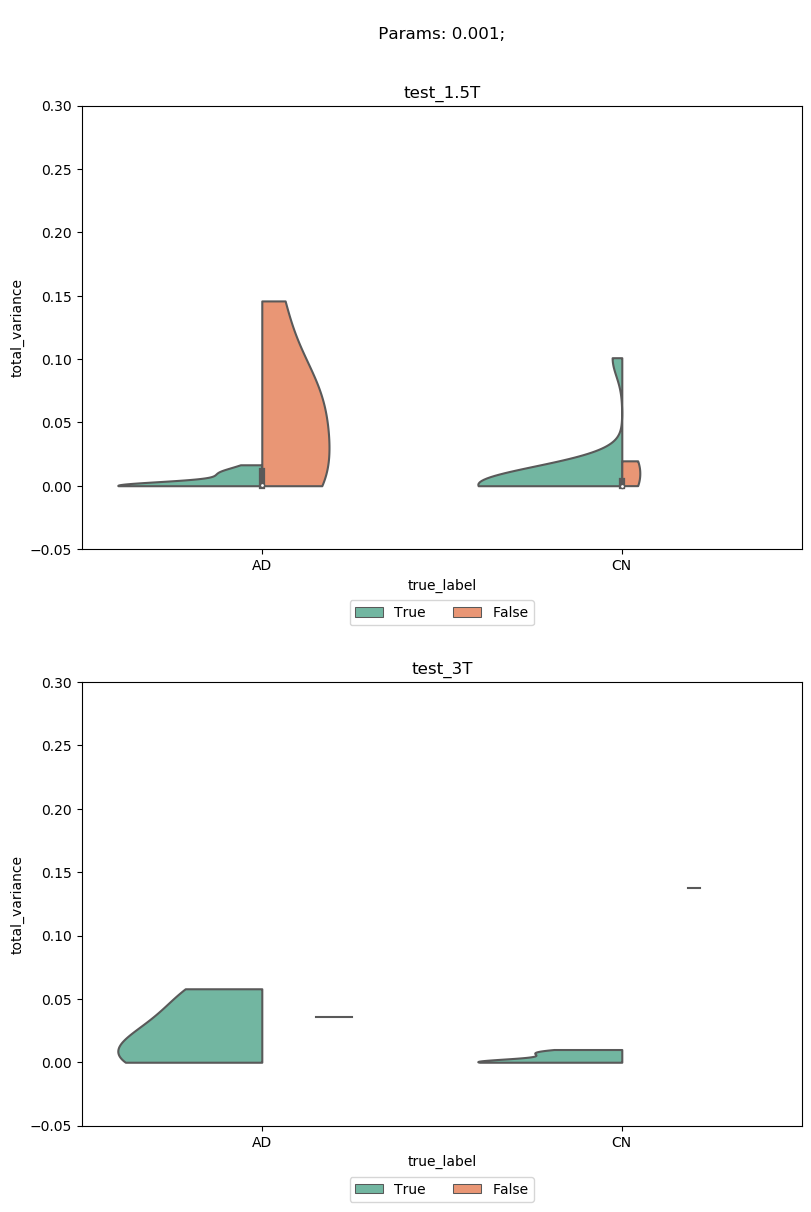 Params: 0.001;
test_1.5T
0.30
0.25
0.20
0.15
0.10
0.05
0.00
−0.05
total_variance
AD CN
true_label
True False
test_3T
0.30
0.25
0.20
0.15
0.10
0.05
0.00
−0.05
total_variance
AD CN
true_label
True False